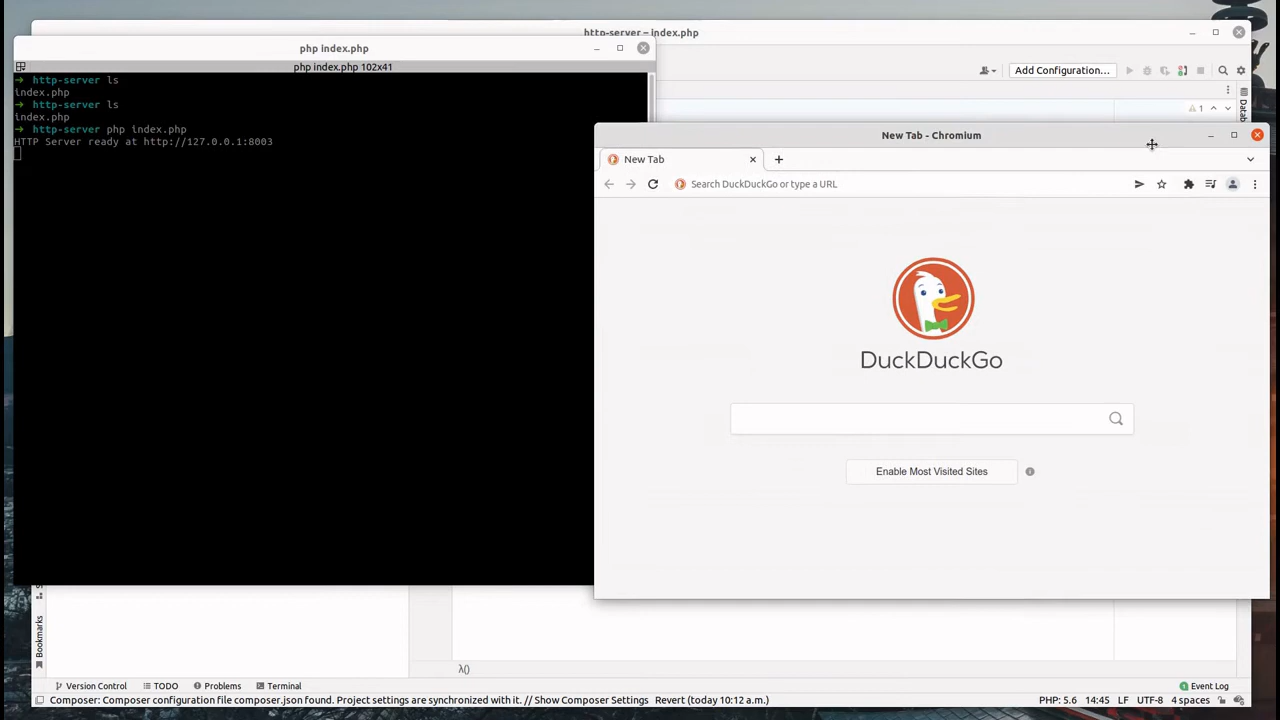 http-server – index.php
php index.php
php index.php 102x41
➜ http-server ls
index.php
➜ http-server ls
index.php
➜ http-server php index.php
HTTP Server ready at http://127.0.0.1:8003
Add Configuration...
1
New Tab - Chromium
New Tab
Search DuckDuckGo or type a URL
DuckDuckGo
Enable Most Visited Sites
Bookmarks
λ()
Version Control TODO Problems Terminal Event Log
Composer: Composer configuration file composer.json found. Project settings are synchronized with it. // Show Composer Settings Revert (today 10:12 a.m.) PHP: 5.6 14:45 LF UTF-8 4 spaces